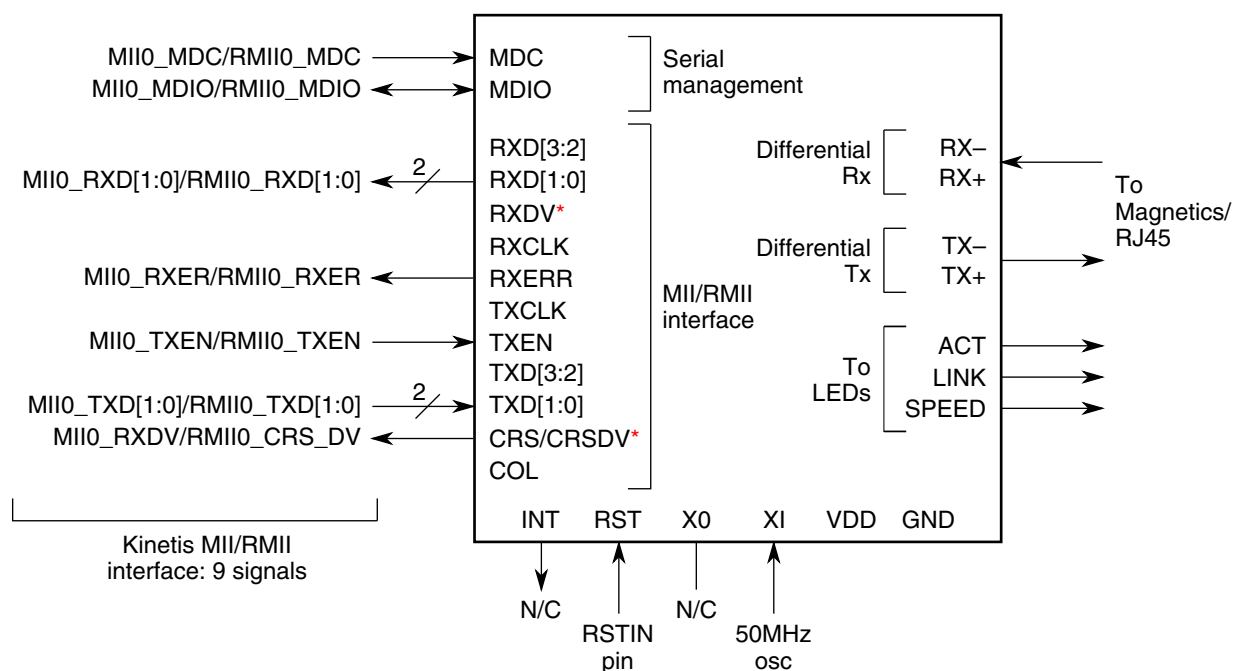 MII0_MDC/RMII0_MDC
MII0_MDIO/RMII0_MDIO
MII0_RXD[1:0]/RMII0_RXD[1:0]
2
MII0_RXER/RMII0_RXER
MII0_TXEN/RMII0_TXEN
MII0_TXD[1:0]/RMII0_TXD[1:0]
2
MII0_RXDV/RMII0_CRS_DV
Kinetis MII/RMII
interface: 9 signals
MDC
MDIO
Serial
management
RXD[3:2]
RXD[1:0]
RXDV*
RXCLK
RXERR
TXCLK
TXEN
TXD[3:2]
TXD[1:0]
CRS/CRSDV*
COL
MII/RMII
interface
Differential
Rx
RX–
RX+
Differential
Tx
TX–
TX+
To
Magnetics/
RJ45
To
LEDs
ACT
LINK
SPEED
INT
RST
X0
XI
VDD
GND
N/C
RSTIN
pin
N/C
50MHz
osc